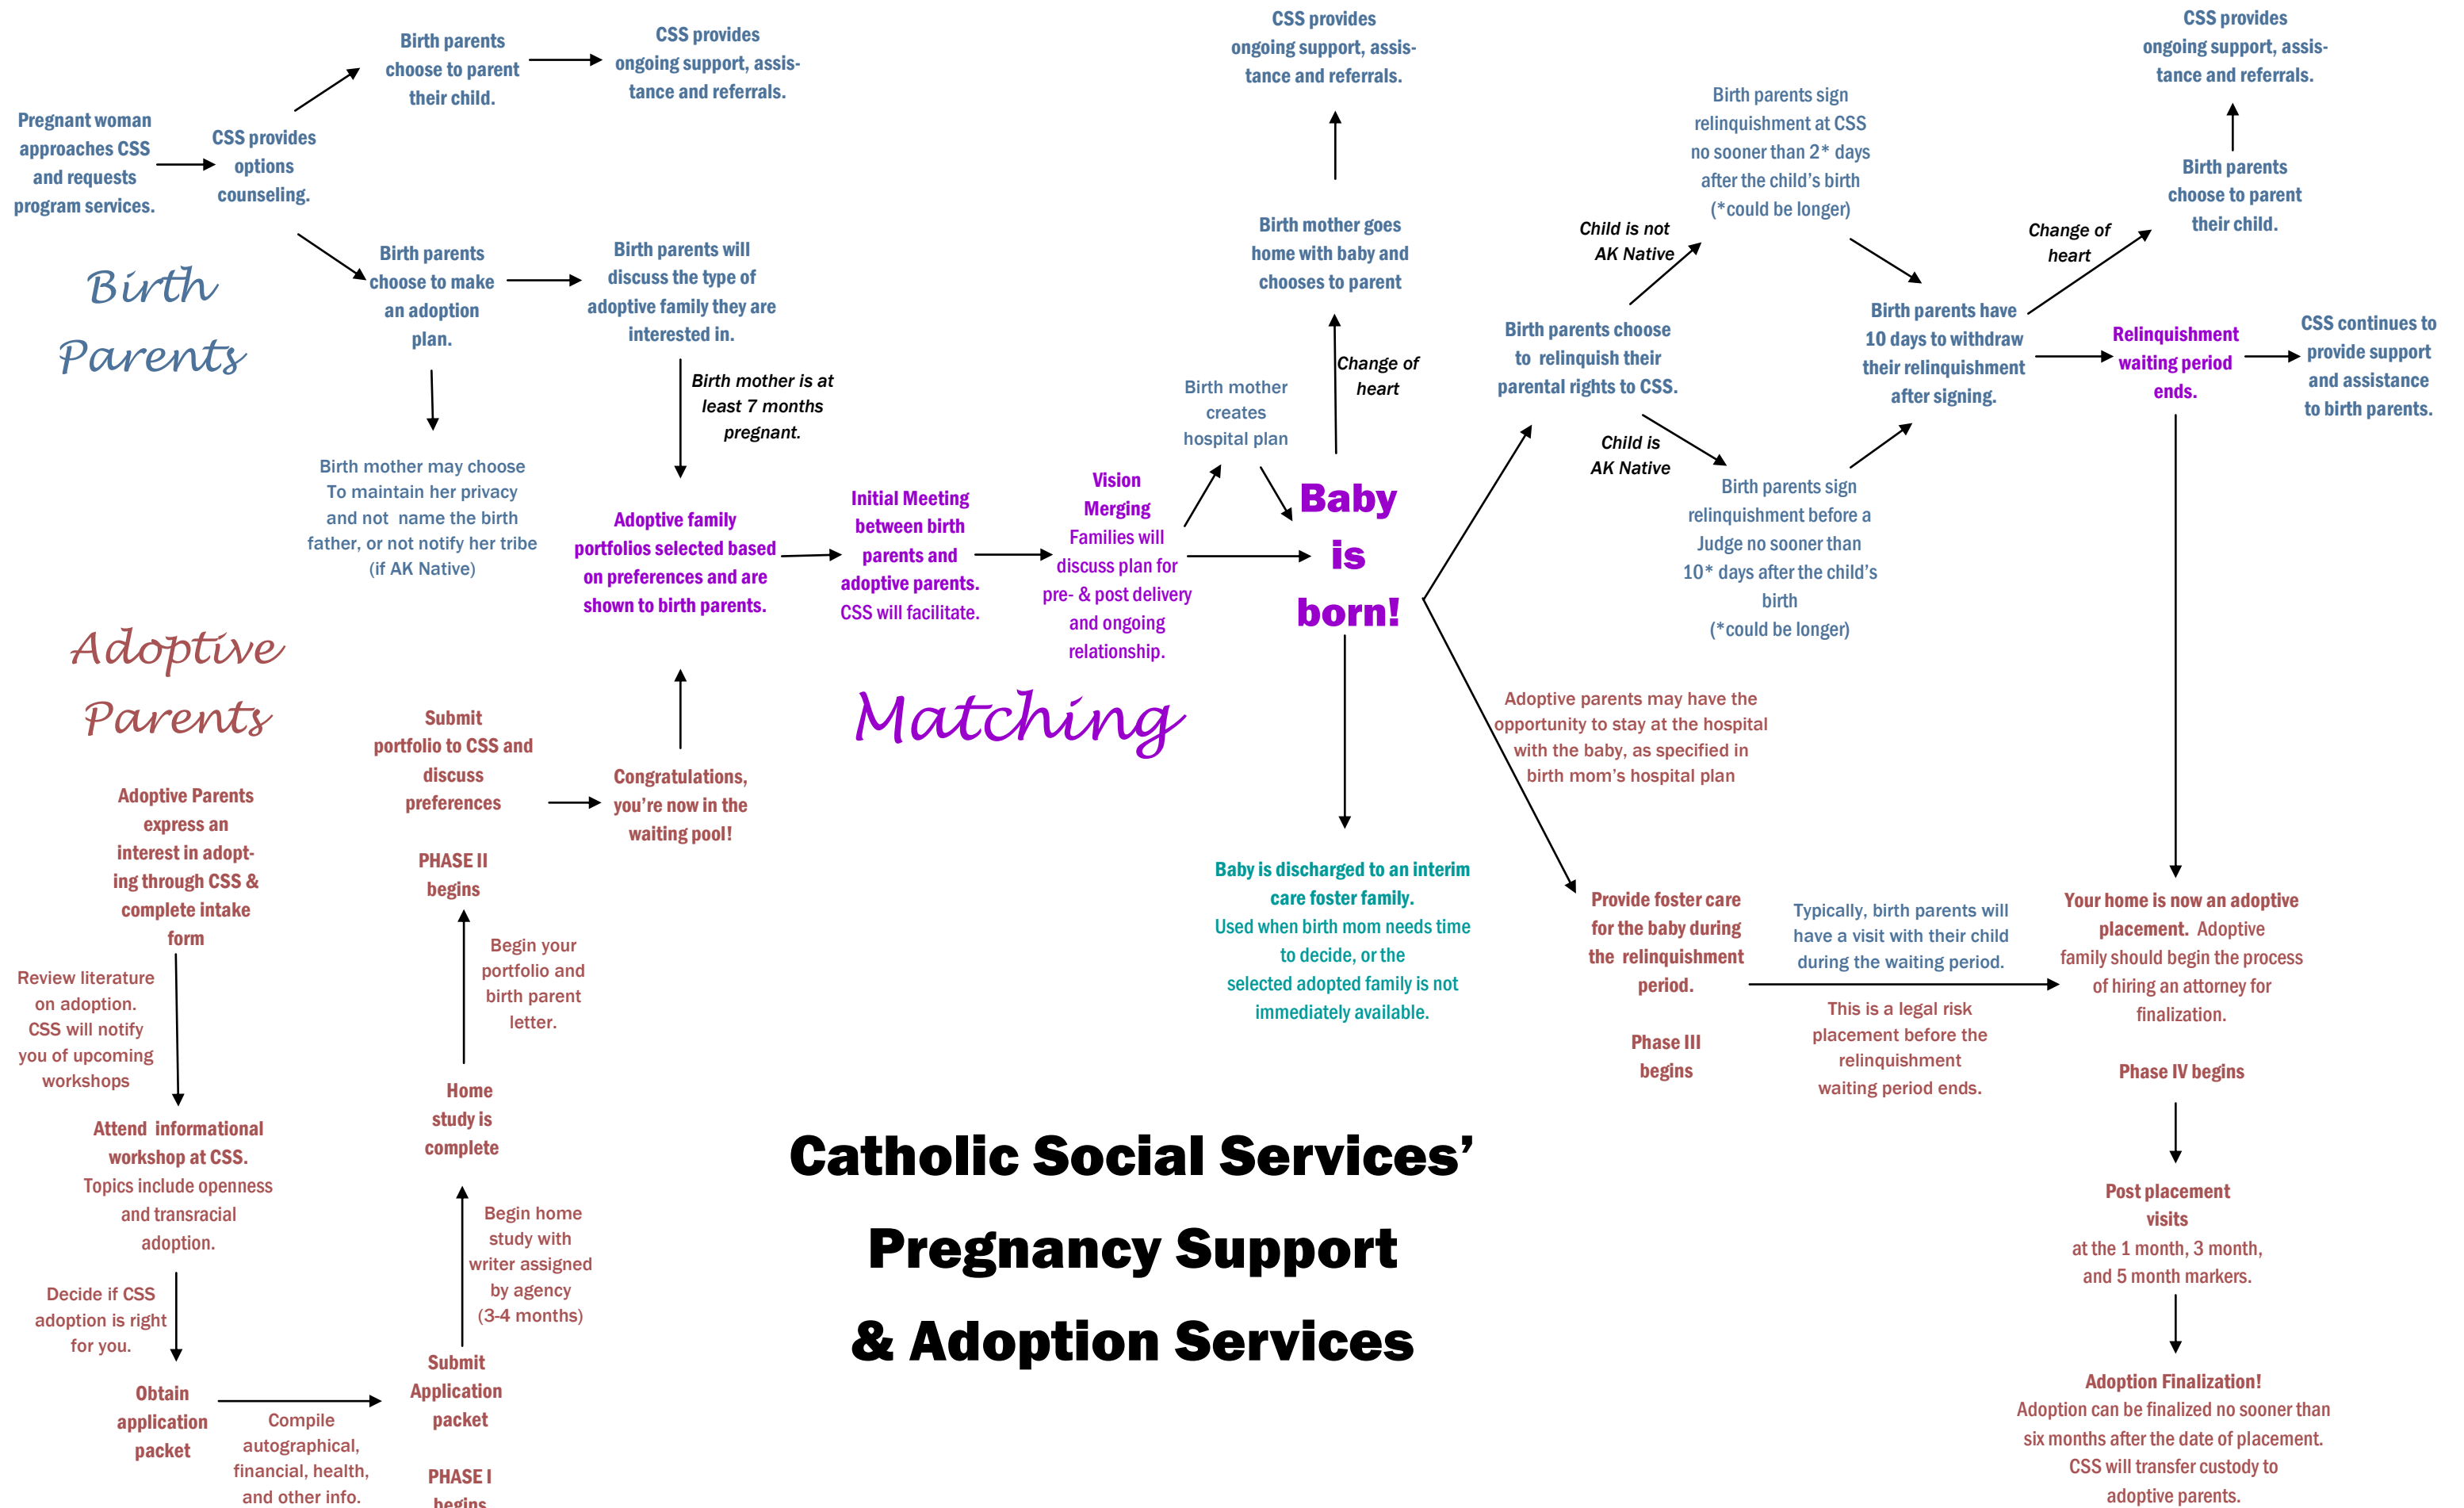 Pregnant woman
approaches CSS
and requests
program services.
CSS provides
options
counseling.
Birth parents
choose to parent
their child.
CSS provides
ongoing support, assis-
tance and referrals.
Birth
Parents
Birth parents
choose to make
an adoption
plan.
Birth parents will
discuss the type of
adoptive family they are
interested in.
Birth mother is at
least 7 months
pregnant.
Birth mother may choose
To maintain her privacy
and not  name the birth
father, or not notify her tribe
(if AK Native)
Adoptive family
portfolios selected based
on preferences and are
shown to birth parents.
Initial Meeting
between birth
parents and
adoptive parents.
CSS will facilitate.
Vision
Merging
Families will
discuss plan for
pre- & post delivery
and ongoing
relationship.
Matching
Birth mother
creates
hospital plan
Baby
is
born!
Change of
heart
Birth mother goes
home with baby and
chooses to parent
CSS provides
ongoing support, assis-
tance and referrals.
Birth parents choose
to  relinquish their
parental rights to CSS.
Child is not
AK Native
Birth parents sign
relinquishment at CSS
no sooner than 2* days
after the child's birth
(*could be longer)
Child is
AK Native
Birth parents sign
relinquishment before a
Judge no sooner than
10* days after the child's
birth
(*could be longer)
Birth parents have
10 days to withdraw
their relinquishment
after signing.
Change of
heart
Birth parents
choose to parent
their child.
CSS provides
ongoing support, assis-
tance and referrals.
Relinquishment
waiting period
ends.
CSS continues to
provide support
and assistance
to birth parents.
Adoptive
Parents
Adoptive Parents
express an
interest in adopt-
ing through CSS &
complete intake
form
Review literature
on adoption.
CSS will notify
you of upcoming
workshops
Attend  informational
workshop at CSS.
Topics include openness
and transracial
adoption.
Decide if CSS
adoption is right
for you.
Obtain
application
packet
Compile
autographical,
financial, health,
and other info.
Submit
Application
packet
PHASE I
begins
Begin home
study with
writer assigned
by agency
(3-4 months)
Home
study is
complete
Begin your
portfolio and
birth parent
letter.
Submit
portfolio to CSS and
discuss
preferences
PHASE II
begins
Congratulations,
you're now in the
waiting pool!
Baby is discharged to an interim
care foster family.
Used when birth mom needs time
to decide, or the
selected adopted family is not
immediately available.
Adoptive parents may have the
opportunity to stay at the hospital
with the baby, as specified in
birth mom's hospital plan
Provide foster care
for the baby during
the  relinquishment
period.
Phase III
begins
Typically, birth parents will
have a visit with their child
during the waiting period.
This is a legal risk
placement before the
relinquishment
waiting period ends.
Your home is now an adoptive
placement.  Adoptive
family should begin the process
of hiring an attorney for
finalization.
Phase IV begins
Post placement
visits
at the 1 month, 3 month,
and 5 month markers.
Adoption Finalization!
Adoption can be finalized no sooner than
six months after the date of placement.
CSS will transfer custody to
adoptive parents.
Catholic Social Services'
Pregnancy Support
& Adoption Services